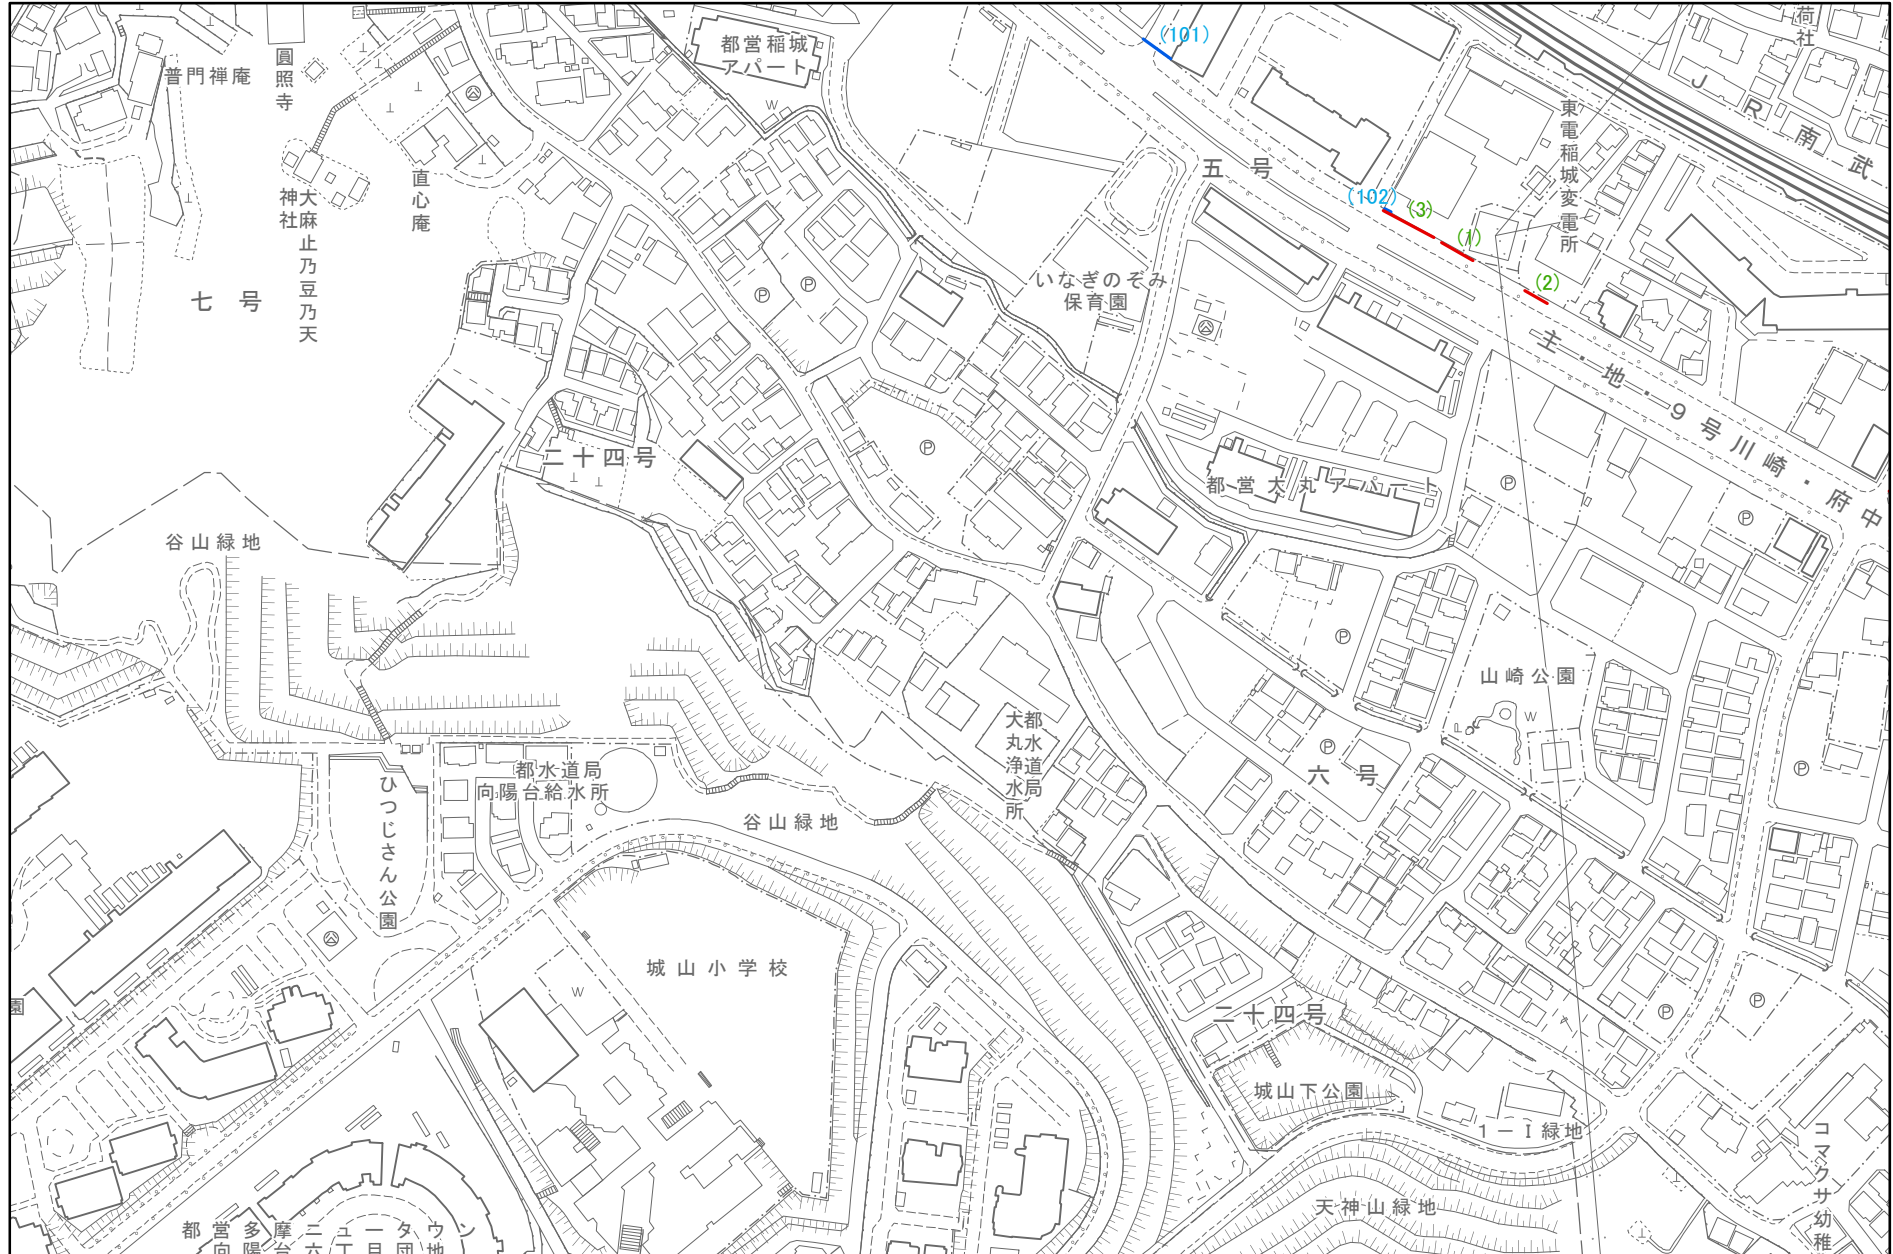 都営稲城
アパート
(101)
荷社
普門禅庵
圓照寺
JR南武
東電稲城変電所
五号
直心庵
大麻止乃豆乃天
神社
(102)
(3)
(1)
(2)
七号
いなぎのぞみ
保育園
主・地・9号川崎・府中
二十四号
都営大丸アパート
谷山緑地
山崎公園
都水道局
大丸浄水所
六号
都水道局
向陽台給水所
ひつじさん公園
谷山緑地
城山小学校
園
二十四号
城山下公園
1-I緑地
コマクサ幼稚
天神山緑地
都営多摩ニュータウン
向陽台六丁目団地
P
P
P
P
P
P
P
P
P
P
W
W
W